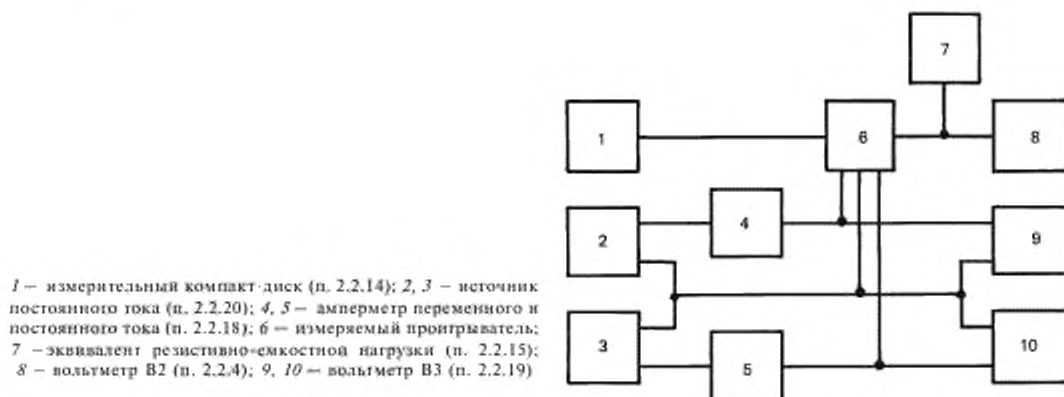 7
1
6
8
2
4
9
3
5
10
1 — измерительный компакт-диск (п. 2.2.14); 2, 3 — источник
постоянного тока (п. 2.2.20); 4, 5 — амперметр переменного и
постоянного тока (п. 2.2.18); 6 — измеряемый проигрыватель;
7 —эквивалент резистивно-емкостной нагрузки (п. 2.2.15);
8 — вольтметр В2 (п. 2.2.4); 9, 10 — вольтметр В3 (п. 2.2.19)